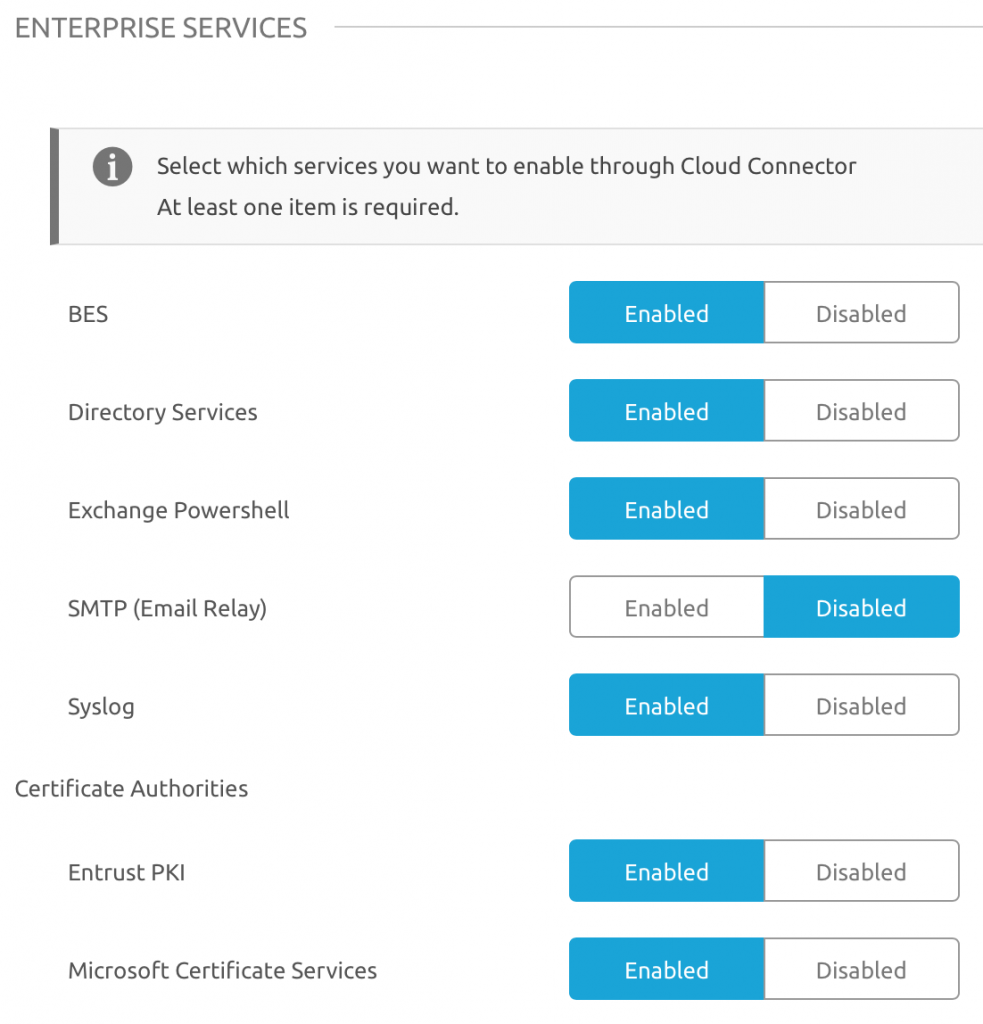 ENTERPRISE SERVICES
Select which services you want to enable through Cloud Connector
At least one item is required.
BES Enabled Disabled
Directory Services Enabled Disabled
Exchange Powershell Enabled Disabled
SMTP (Email Relay) Enabled Disabled
Syslog Enabled Disabled
Certificate Authorities
Entrust PKI Enabled Disabled
Microsoft Certificate Services Enabled Disabled